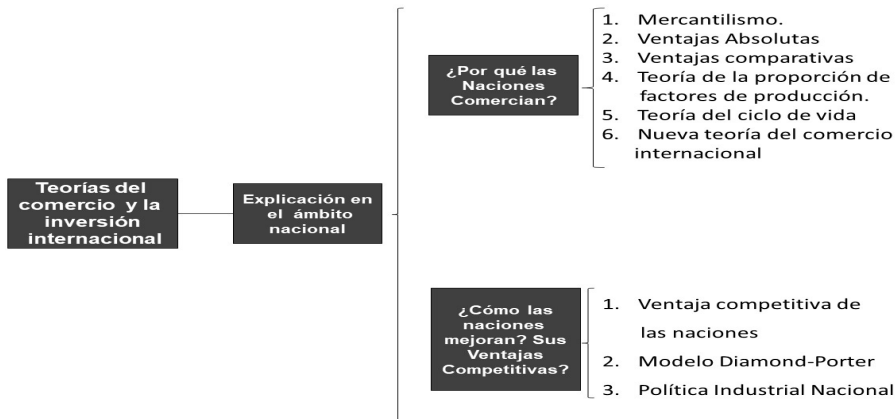 Teorías del
comercio y la
inversión
internacional
Explicación en
el ámbito
nacional
¿Por qué las
Naciones
Comercian?
1. Mercantilismo.
2. Ventajas Absolutas
3. Ventajas comparativas
4. Teoría de la proporción de
factores de producción.
5. Teoría del ciclo de vida
6. Nueva teoría del comercio
internacional
¿Cómo las
naciones
mejoran? Sus
Ventajas
Competitivas?
1. Ventaja competitiva de
las naciones
2. Modelo Diamond-Porter
3. Política Industrial Nacional